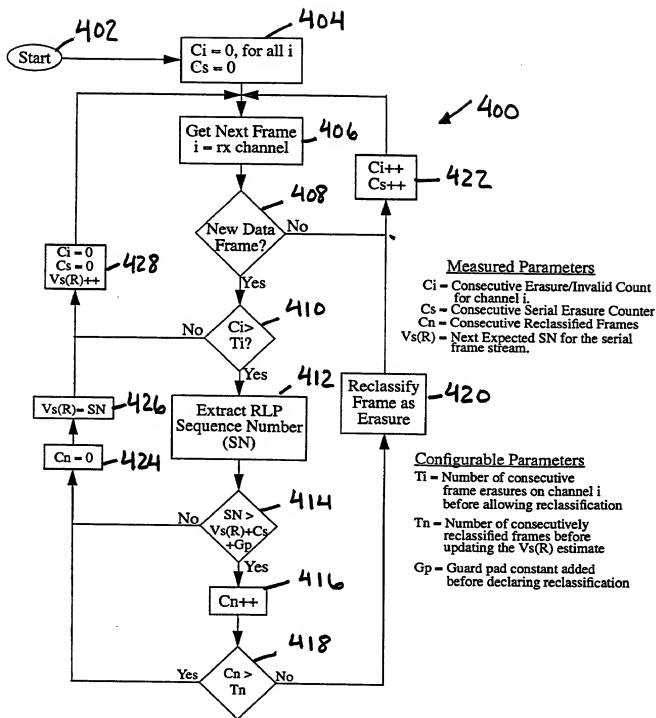 402
Start
404
Ci = 0, for all i
Cs = 0
400
Get Next Frame
i = rx channel
406
Ci++
Cs++
422
408
New Data
Frame?
No
Yes
Ci = 0
Cs = 0
Vs(R)++
428
410
Ci>
Ti?
No
Yes
Measured Parameters
Ci = Consecutive Erasure/Invalid Count
for channel i.
Cs = Consecutive Serial Erasure Counter
Cn = Consecutive Reclassified Frames
Vs(R) = Next Expected SN for the serial
frame stream.
412
Extract RLP
Sequence Number
(SN)
Reclassify
Frame as
Erasure
420
Vs(R)= SN
426
Cn = 0
424
414
SN >
Vs(R)+Cs
+Gp
No
Yes
Configurable Parameters
Ti = Number of consecutive
frame erasures on channel i
before allowing reclassification
Tn = Number of consecutively
reclassified frames before
updating the Vs(R) estimate
Gp = Guard pad constant added
before declaring reclassification
416
Cn++
418
Cn >
Tn
Yes
No